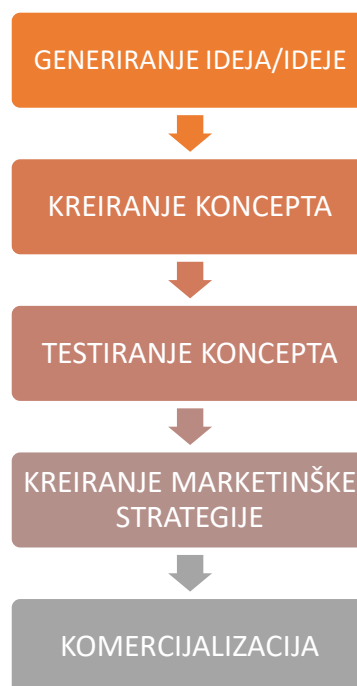 GENERIRANJE IDEJA/IDEJE
KREIRANJE KONCEPTA
TESTIRANJE KONCEPTA
KREIRANJE MARKETINŠKE
STRATEGIJE
KOMERCIJALIZACIJA